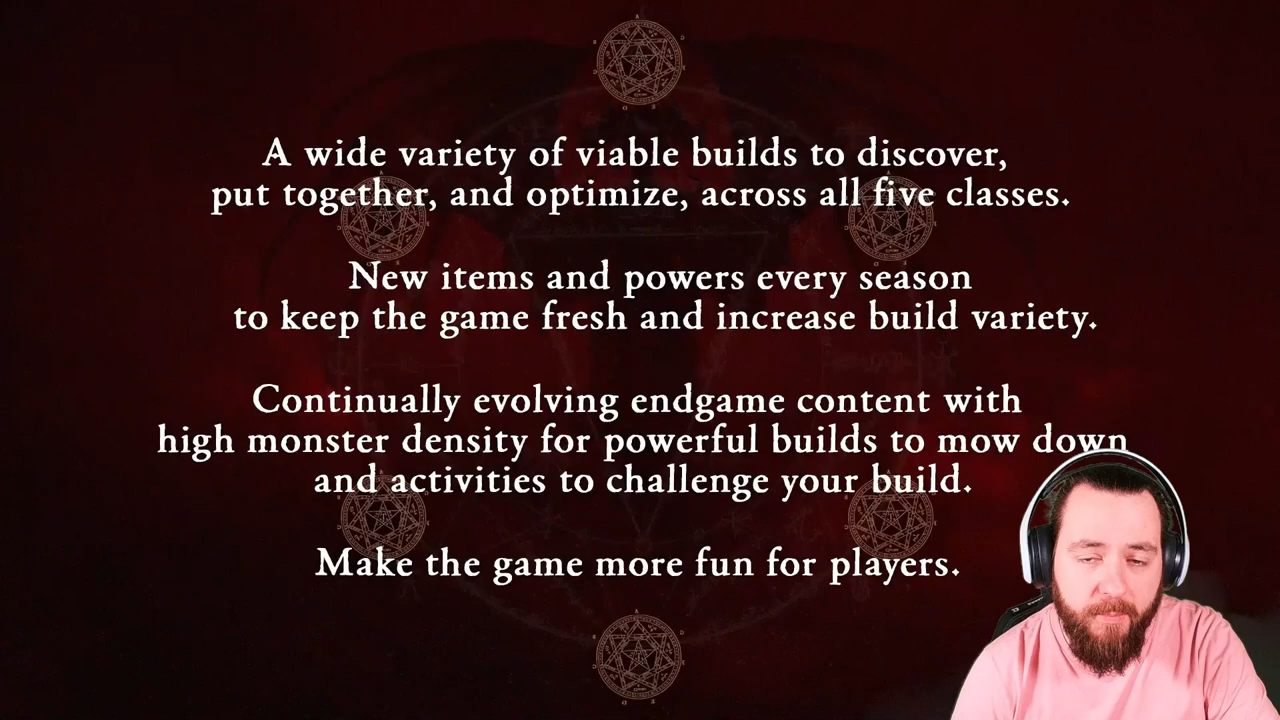 A wide variety of viable builds to discover,
put together, and optimize, across all five classes.
New items and powers every season
to keep the game fresh and increase build variety.
Continually evolving endgame content with
high monster density for powerful builds to mow down
and activities to challenge your build.
Make the game more fun for players.